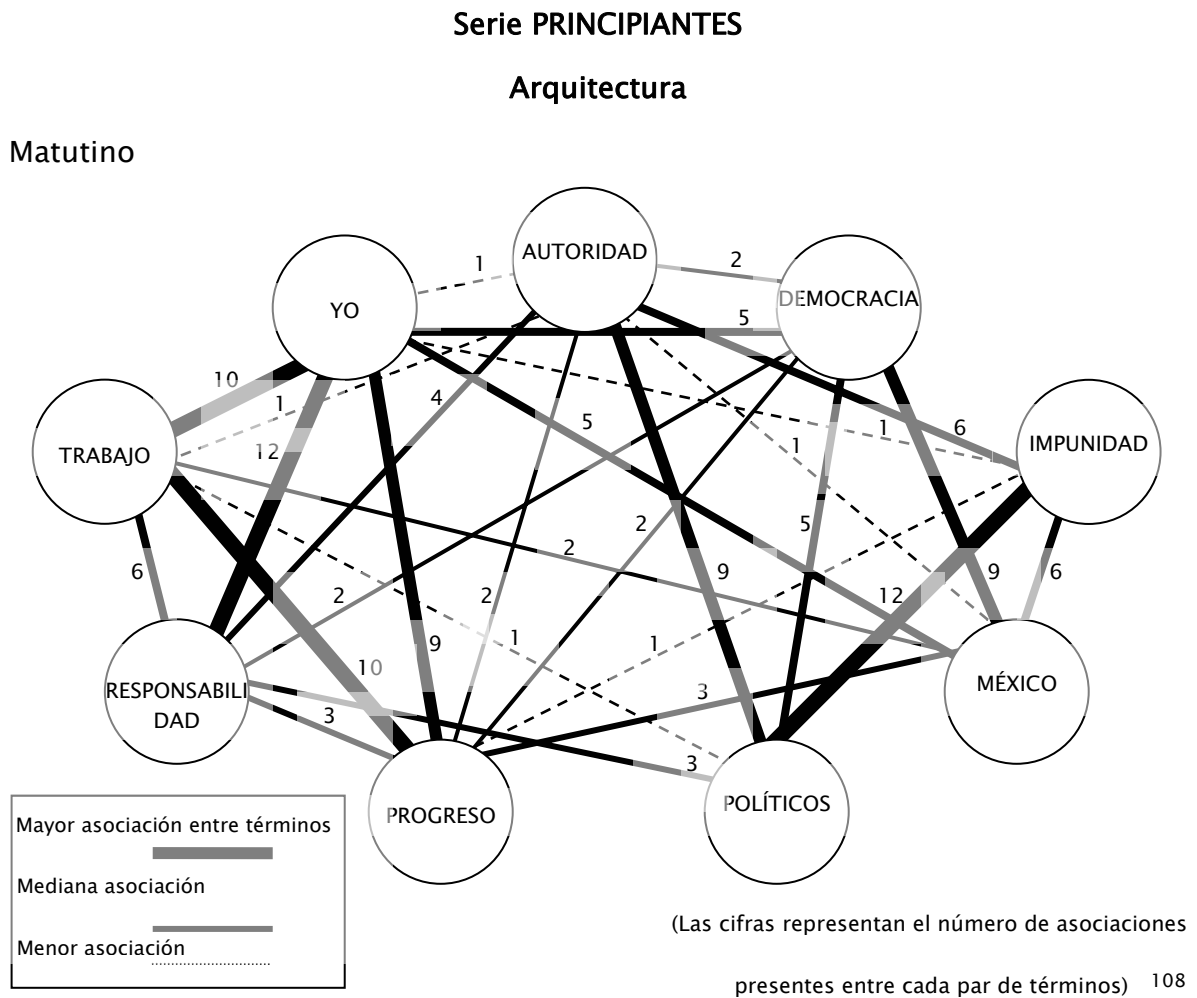 Serie PRINCIPIANTES
Arquitectura
Matutino
AUTORIDAD
YO
DEMOCRACIA
TRABAJO
IMPUNIDAD
RESPONSABILI
DAD
MÉXICO
PROGRESO
POLÍTICOS
1
2
5
10
1
4
12
5
1
6
1
2
5
6
2
9
9
6
2
2
12
9
1
1
10
3
3
3
Mayor asociación entre términos
Mediana asociación
Menor asociación
(Las cifras representan el número de asociaciones
presentes entre cada par de términos)
108